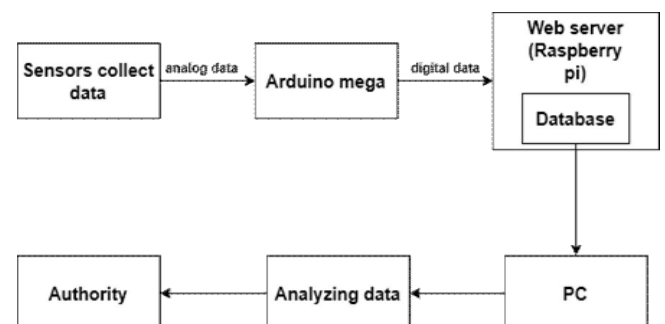 Sensors collect
data
analog data
Arduino mega
digital data
Web server
(Raspberry
pi)
Database
Authority
Analyzing data
PC